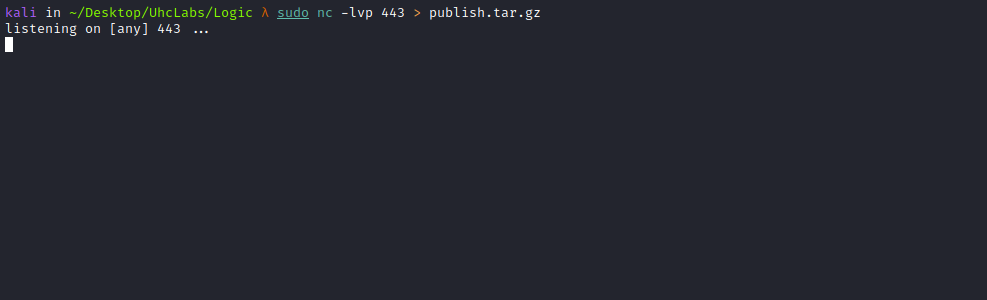 kali in ~/Desktop/UhcLabs/Logic λ sudo nc -lvp 443 > publish.tar.gz
listening on [any] 443 ...